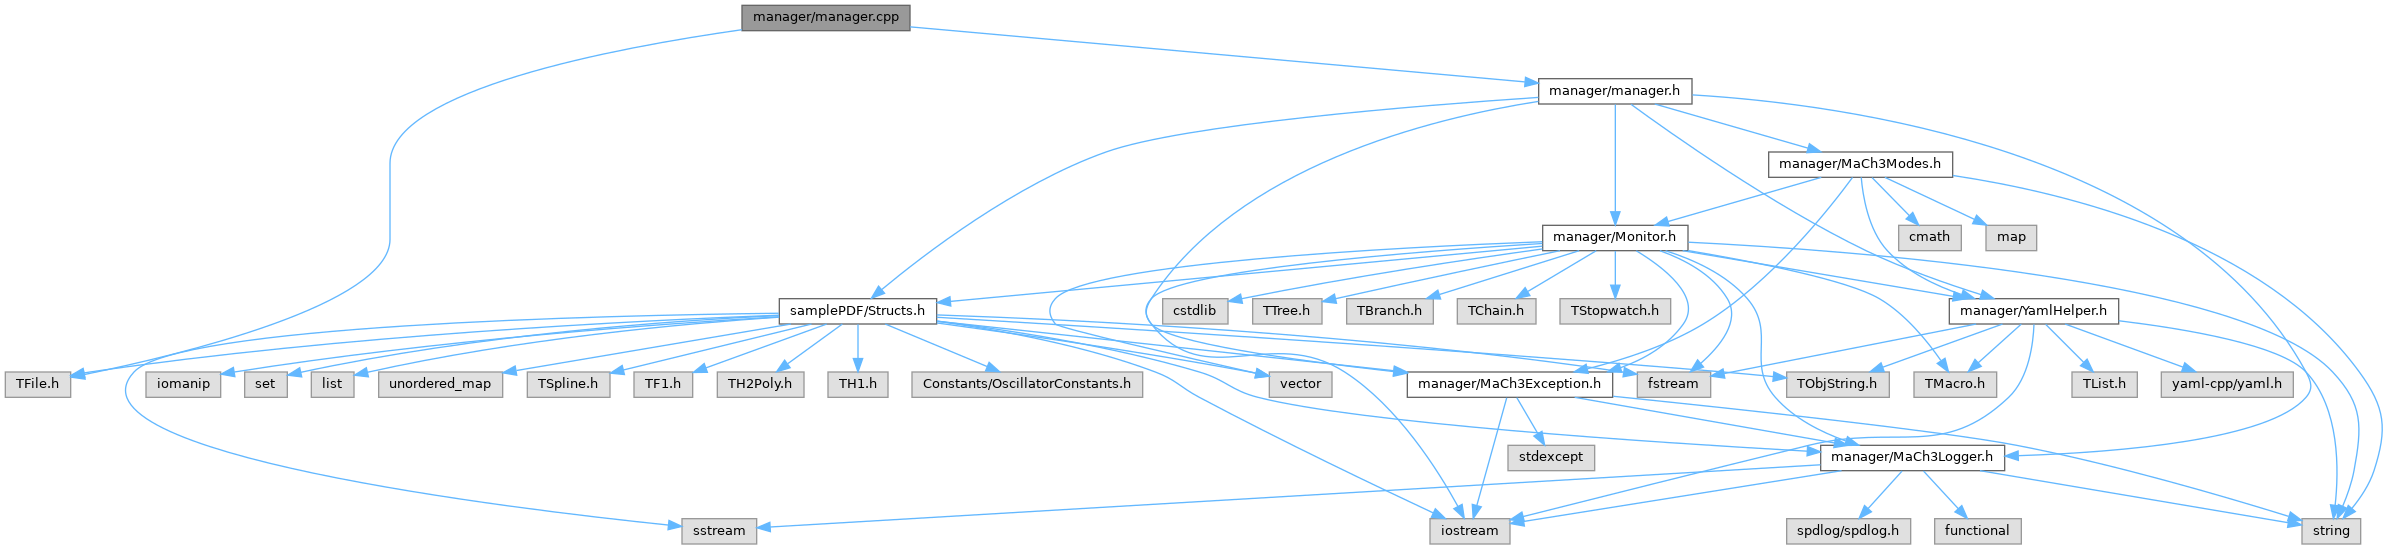 manager/manager.cpp
manager/manager.h
manager/MaCh3Modes.h
manager/Monitor.h
cmath
map
samplePDF/Structs.h
cstdlib
TTree.h
TBranch.h
TChain.h
TStopwatch.h
manager/YamlHelper.h
TFile.h
iomanip
set
list
unordered_map
TSpline.h
TF1.h
TH2Poly.h
TH1.h
Constants/OscillatorConstants.h
vector
manager/MaCh3Exception.h
fstream
TObjString.h
TMacro.h
TList.h
yaml-cpp/yaml.h
stdexcept
manager/MaCh3Logger.h
sstream
iostream
spdlog/spdlog.h
functional
string